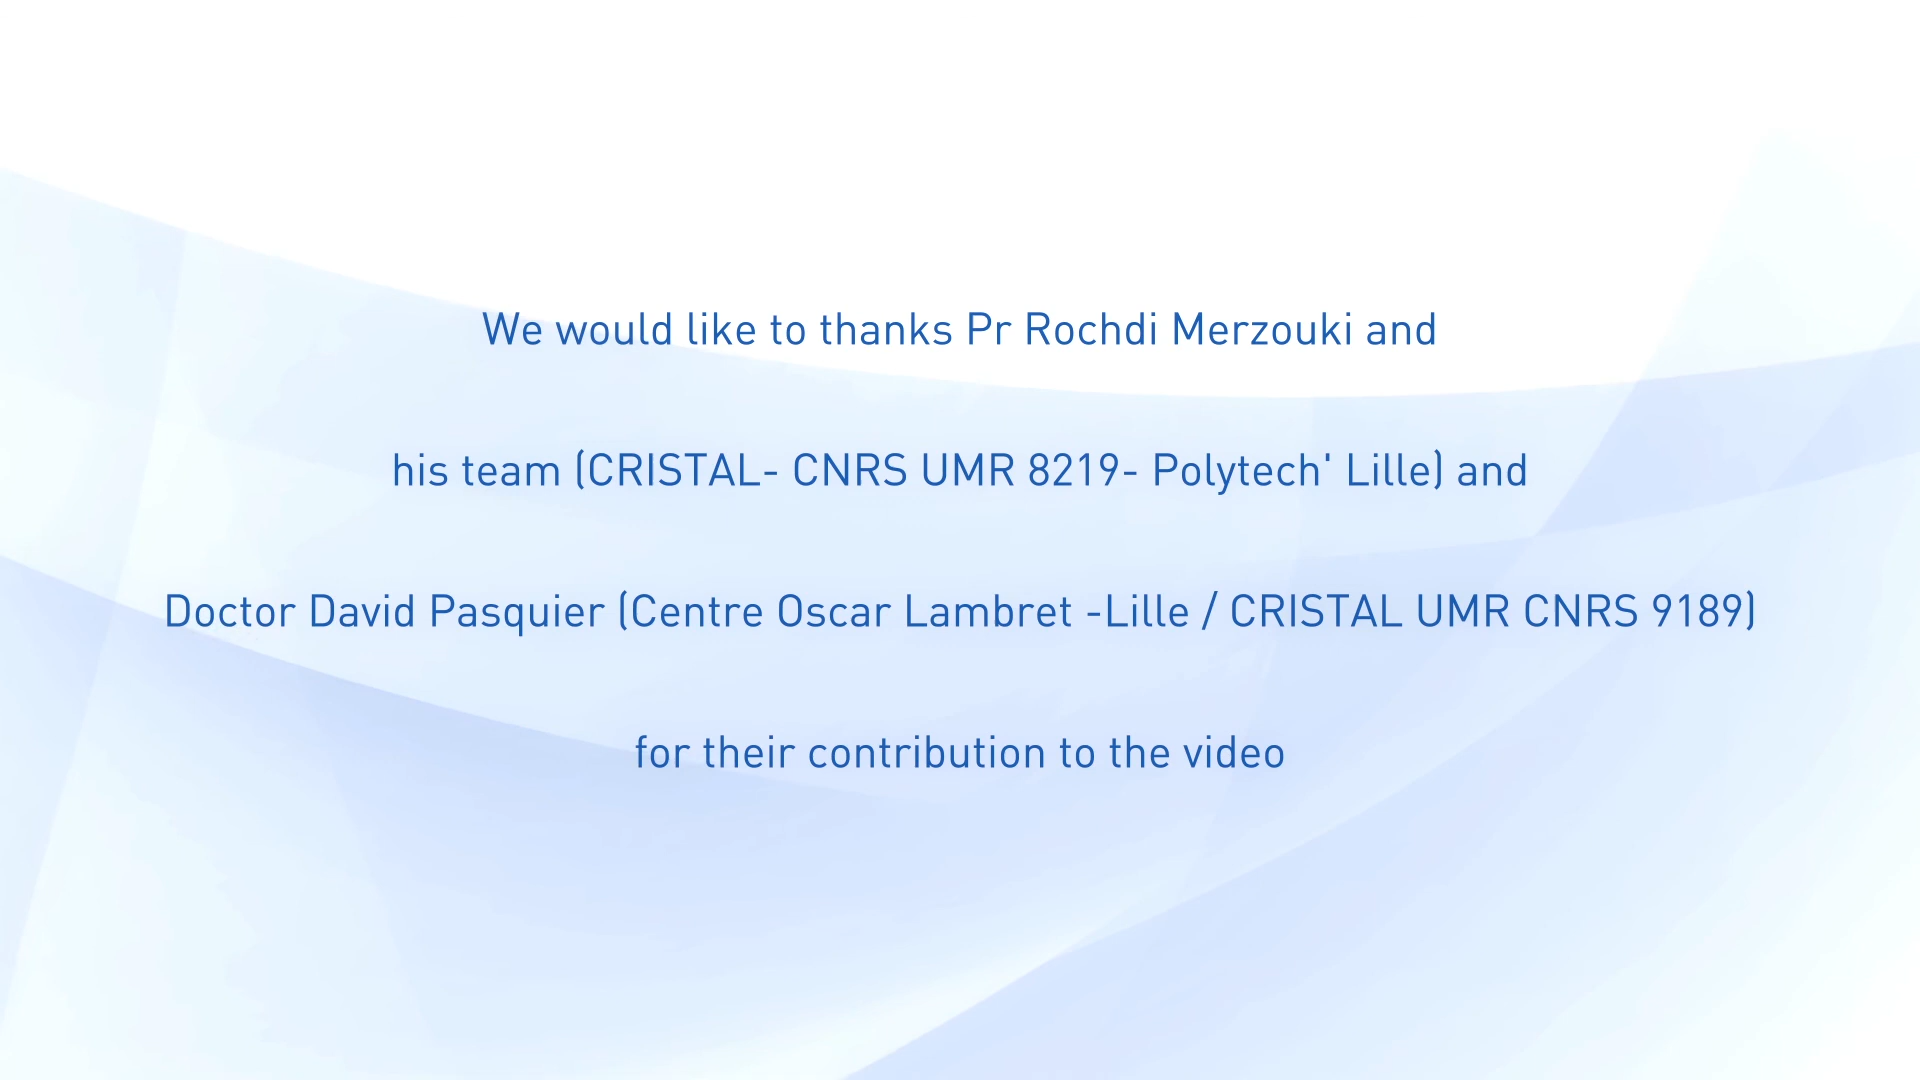 We would like to thanks Pr Rochdi Merzouki and
his team (CRISTAL- CNRS UMR 8219- Polytech' Lille) and
Doctor David Pasquier (Centre Oscar Lambret -Lille / CRISTAL UMR CNRS 9189)
for their contribution to the video